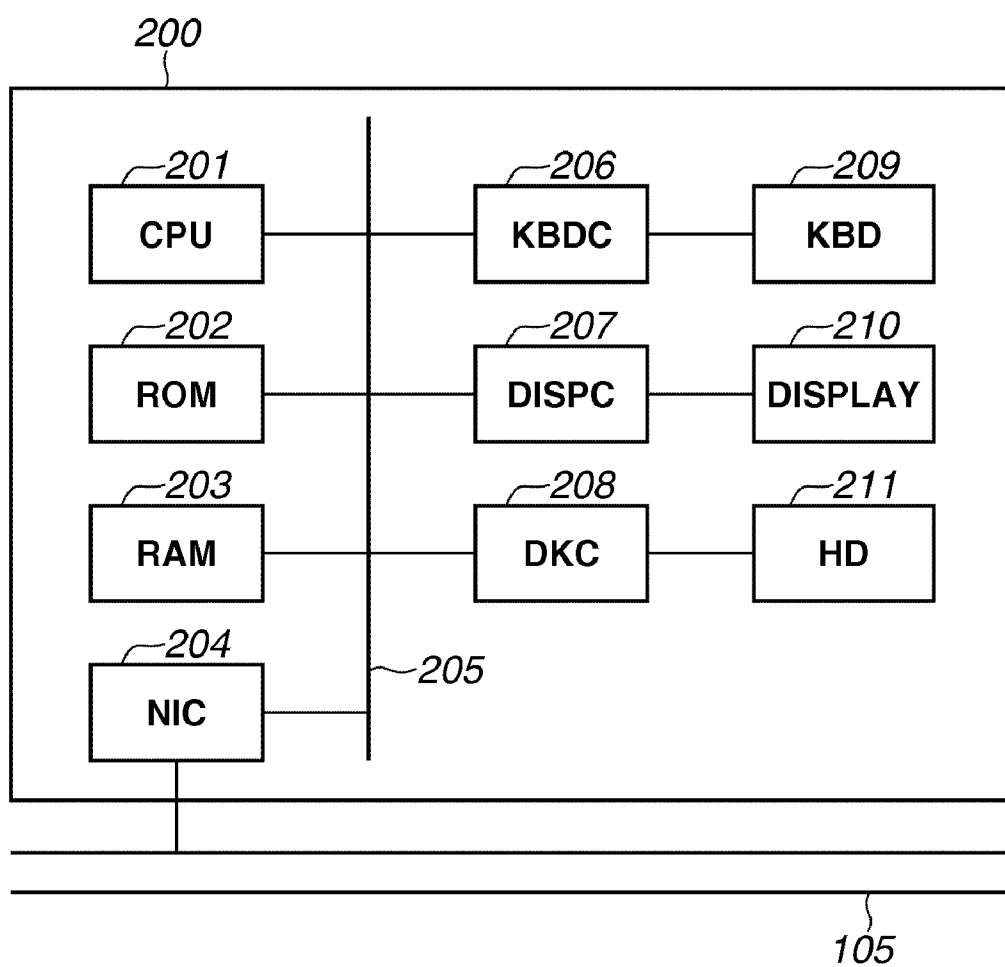 200
201 206 209
CPU KBDC KBD
202 207 210
ROM DISPC DISPLAY
203 208 211
RAM DKC HD
204
205
NIC
105